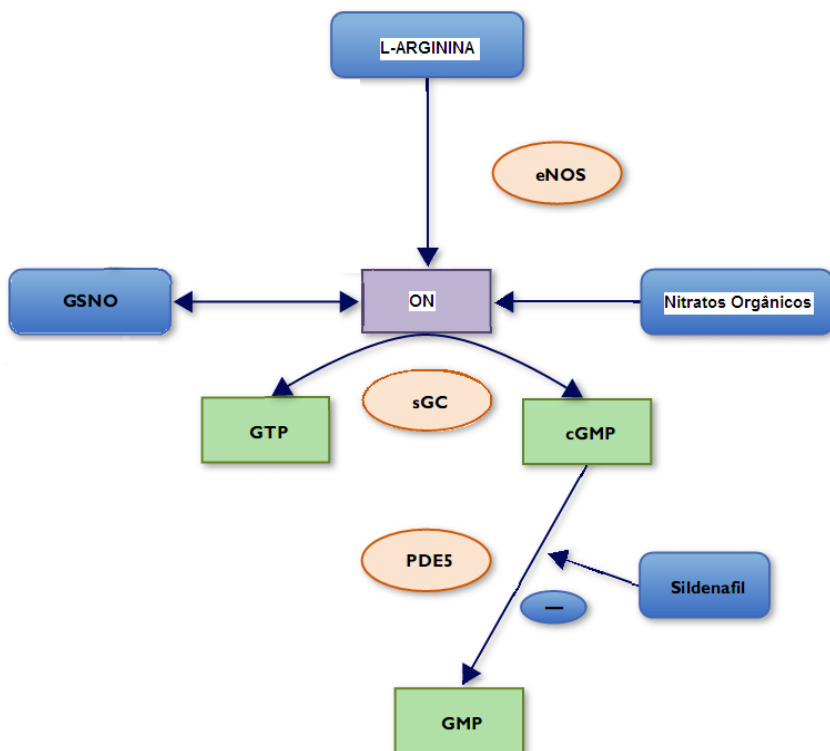 L-ARGININA
eNOS
GSNO
ON
Nitratos Orgânicos
sGC
GTP
cGMP
PDE5
Sildenafil
—
GMP